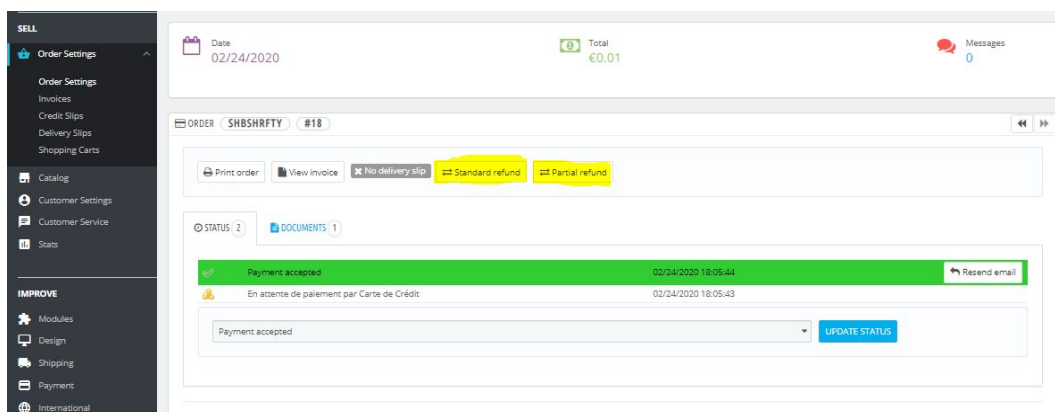 SELL
Order Settings
Order Settings
Invoices
Credit Slips
Delivery Slips
Shopping Carts
Catalog
Customer Settings
Customer Service
Stats
IMPROVE
Modules
Design
Shipping
Payment
International
Date
02/24/2020
Total
€0.01
Messages
0
ORDER SHBSHRFTY #18
Print order View invoice No delivery slip Standard refund Partial refund
STATUS 2 DOCUMENTS 1
Payment accepted 02/24/2020 18:05:44 Resend email
En attente de paiement par Carte de Crédit 02/24/2020 18:05:43
Payment accepted UPDATE STATUS